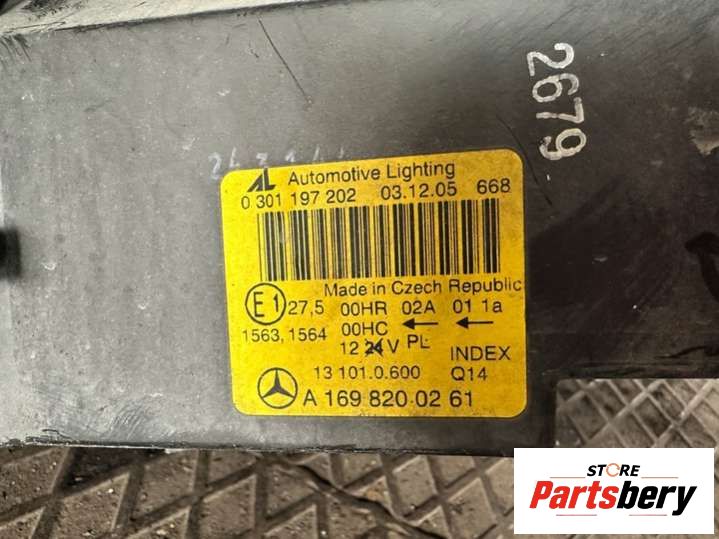 2679
AL Automotive Lighting
0 301 197 202 03.12.05 668
Made in Czech Republic
E1 27,5 00HR 02A 01 1a
1563, 1564 00HC ← ←
12 24 V PL
INDEX
13 101.0.600 Q14
A 169 820 02 61
STORE
Partsbery